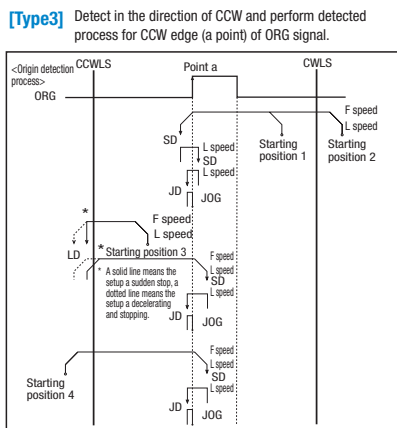 [Type3] Detect in the direction of CCW and perform detected
process for CCW edge (a point) of ORG signal.
<Origin detection
process>
CCWLS
Point a
CWLS
ORG
F speed
L speed
SD
Starting
position 1
Starting
position 2
L speed
SD
L speed
JD
JOG
*
F speed
L speed
LD
* Starting position 3
* A solid line means the
setup a sudden stop, a
dotted line means the
setup a decelerating
and stopping.
F speed
L speed
SD
L speed
JD
JOG
F speed
L speed
SD
Starting
position 4
L speed
JD
JOG